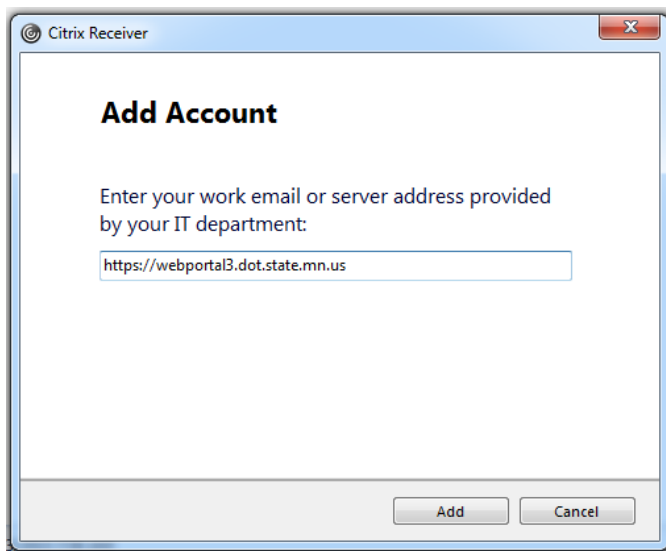 Citrix Receiver
Add Account
Enter your work email or server address provided
by your IT department:
https://webportal3.dot.state.mn.us
Add Cancel